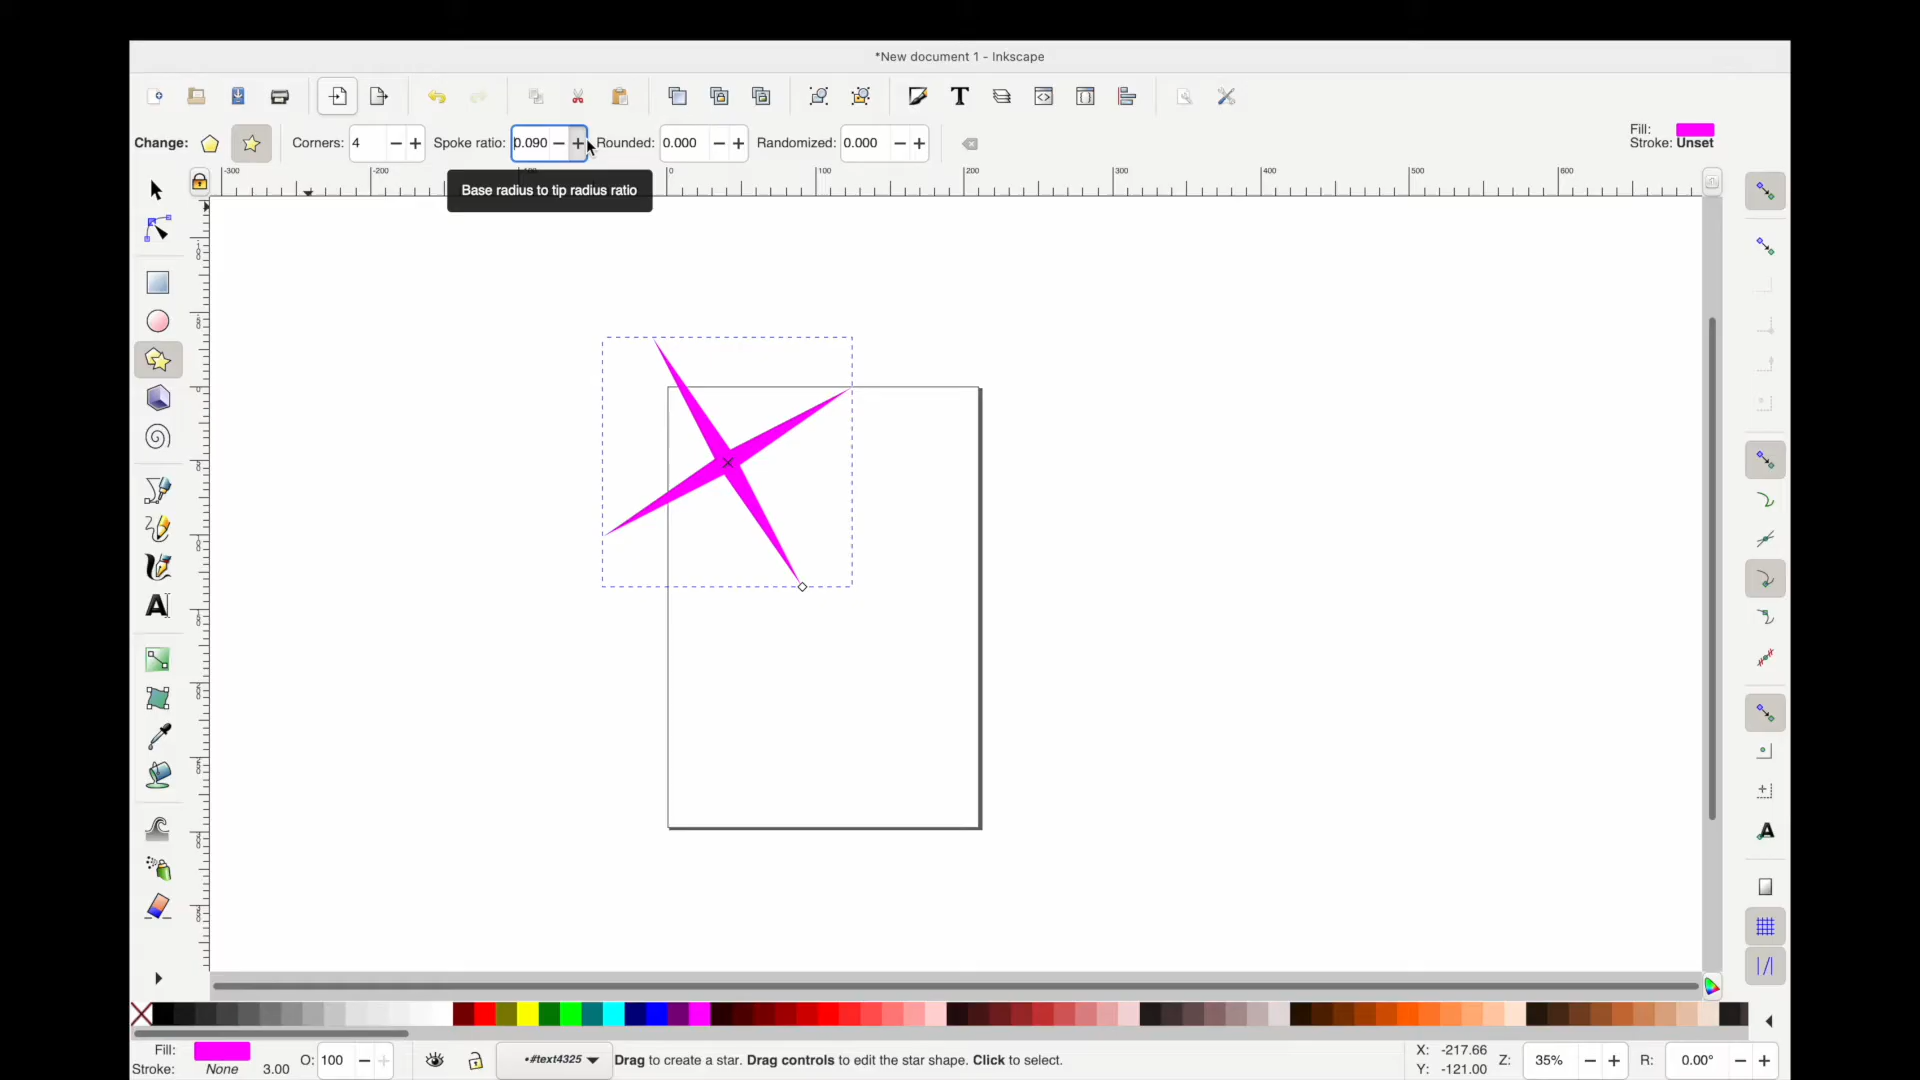 *New document 1 - Inkscape
Change: Corners: 4 Spoke ratio: 0.090 Rounded: 0.000 Randomized: 0.000
Fill:
Stroke: Unset
-300 -200 0 100 200 300 400 500 600
Base radius to tip radius ratio
Fill:
Stroke: None 3.00
O: 100
•#text4325
Drag to create a star. Drag controls to edit the star shape. Click to select.
X: -217.66
Y: -121.00
Z: 35%
R: 0.00°